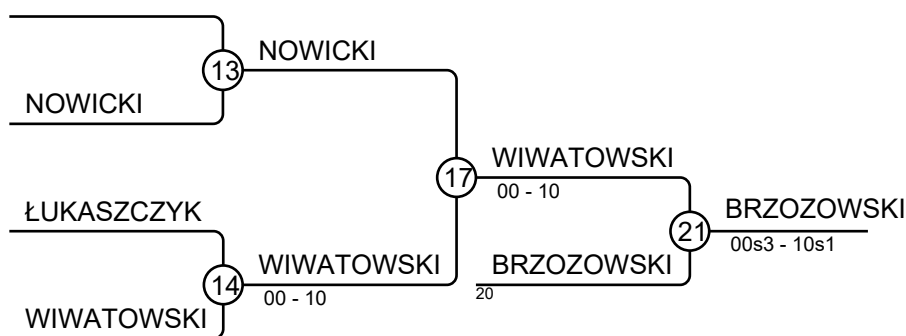 NOWICKI
13
NOWICKI
WIWATOWSKI
17
00 - 10
ŁUKASZCZYK
BRZOZOWSKI
21
00s3 - 10s1
WIWATOWSKI
BRZOZOWSKI
14
00 - 10
20
WIWATOWSKI